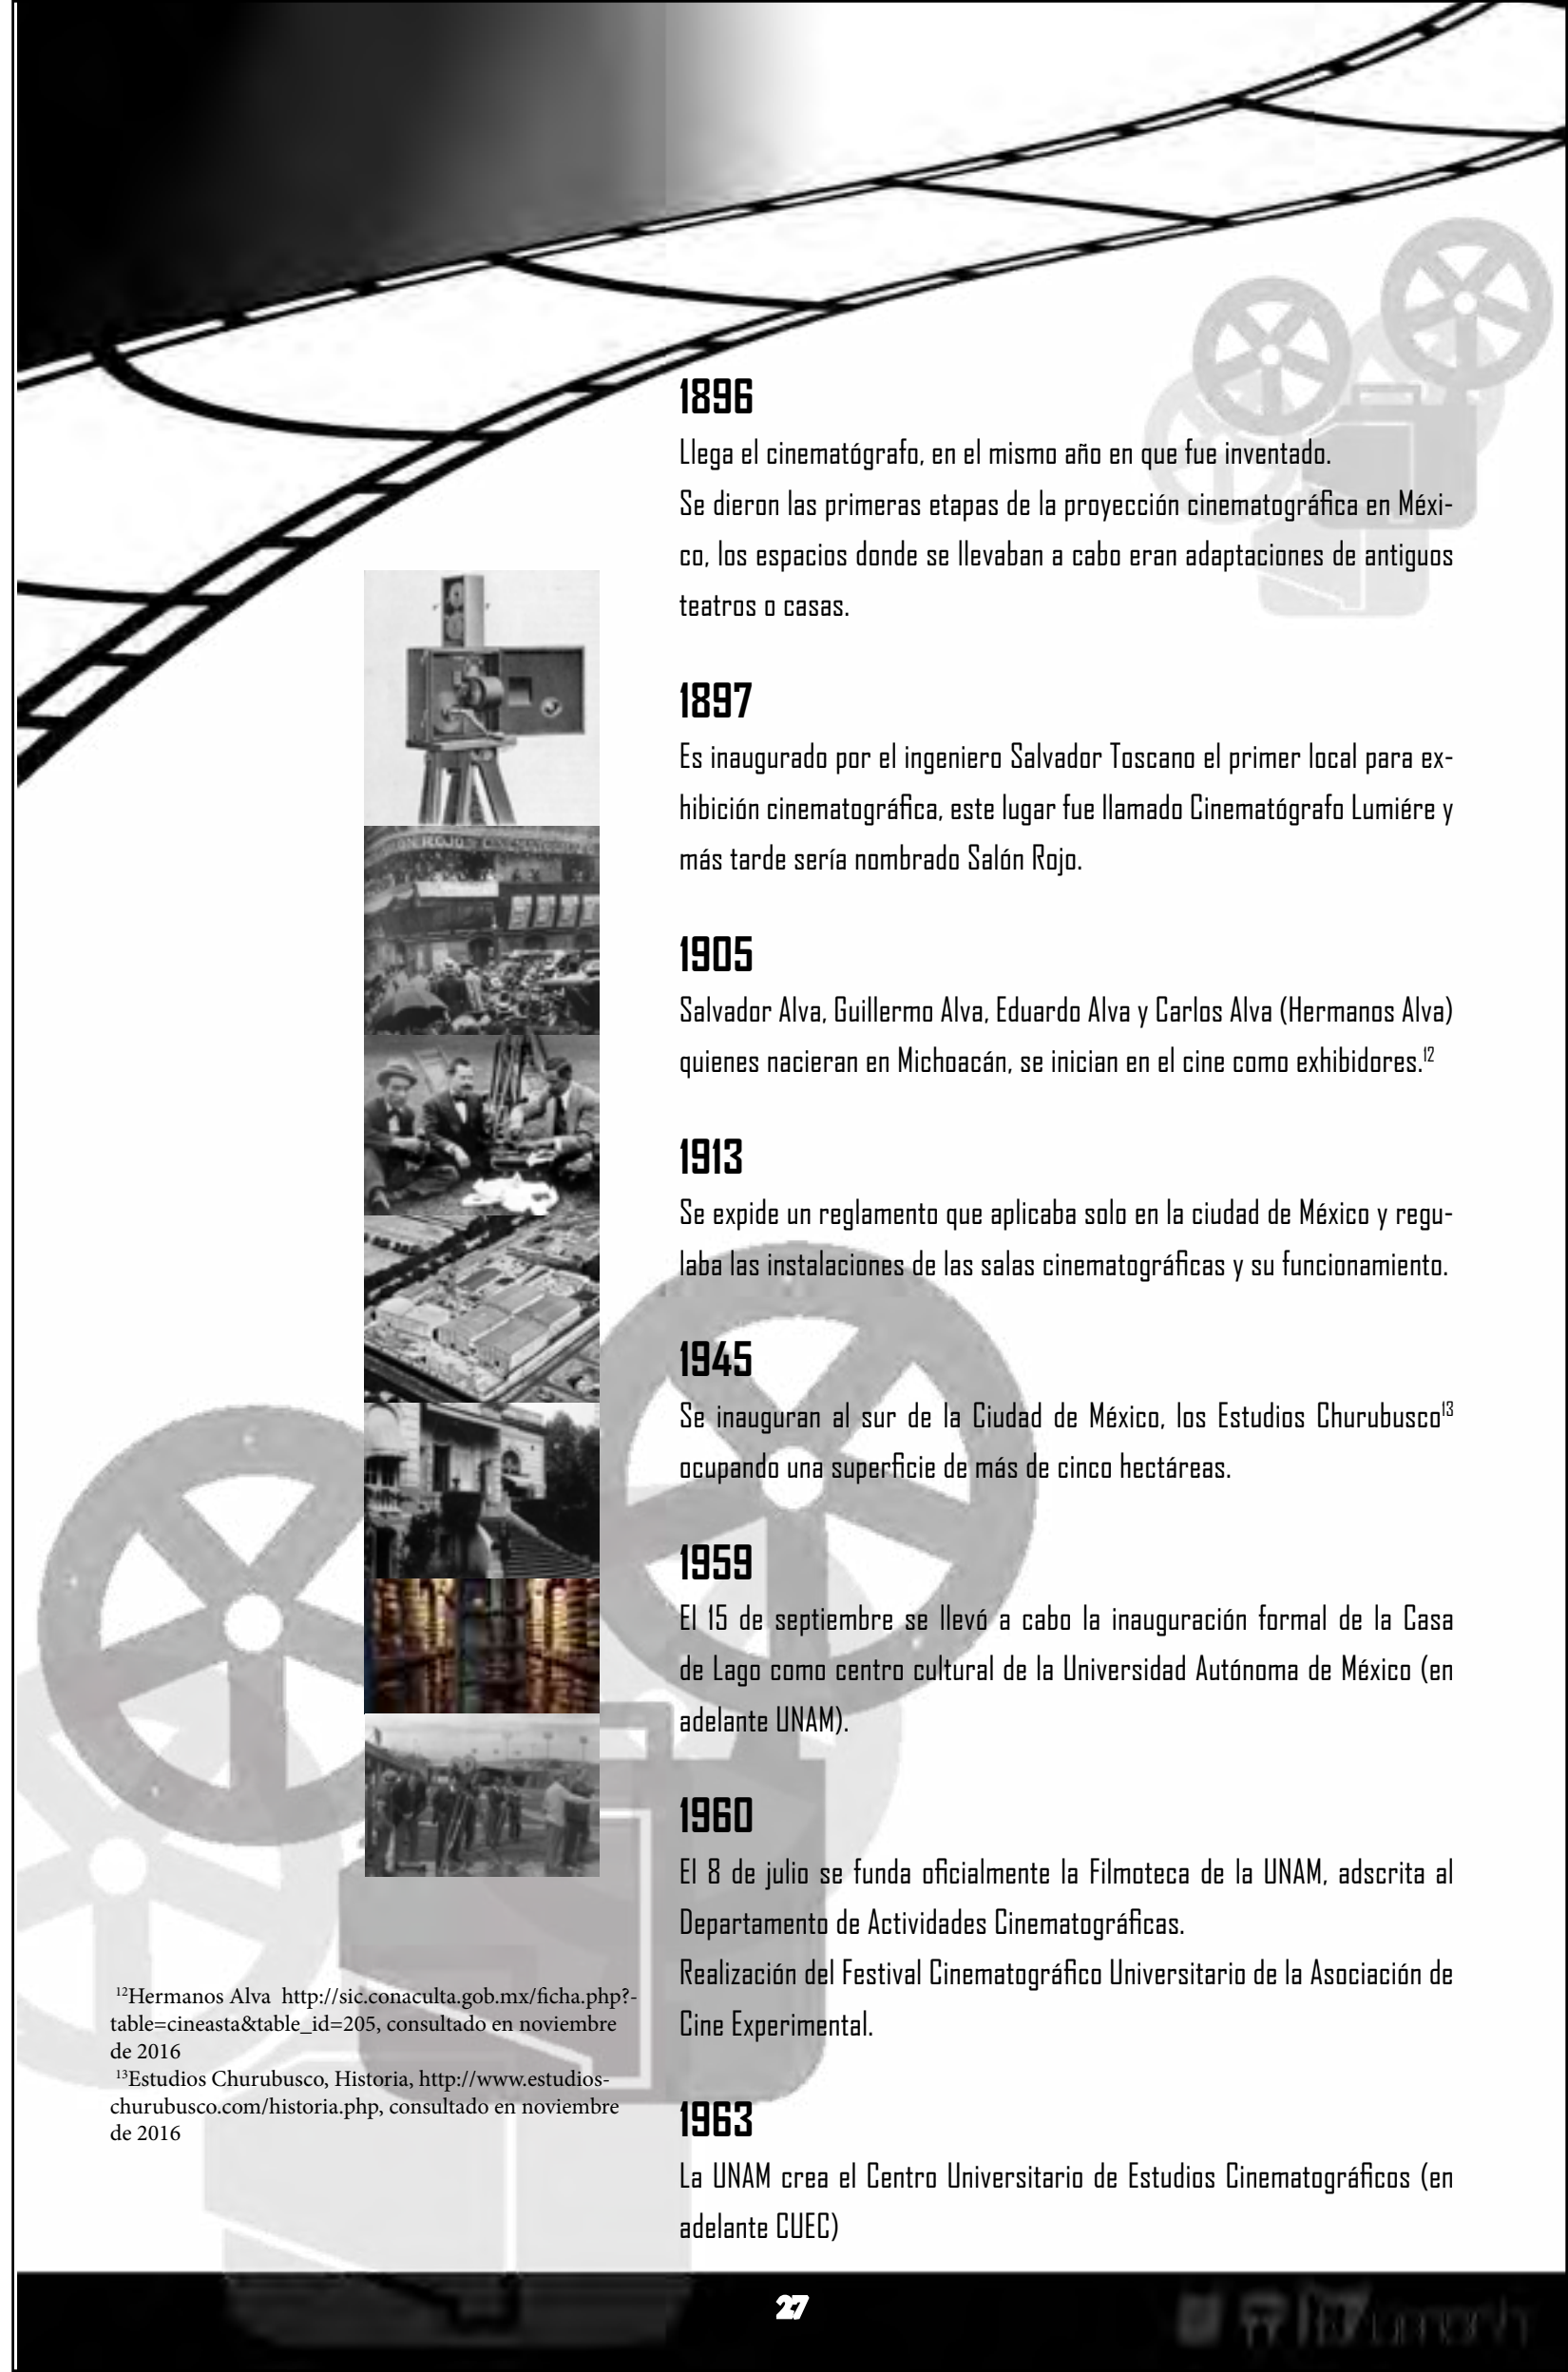 1896
Llega el cinematógrafo, en el mismo año en que fue inventado.
Se dieron las primeras etapas de la proyección cinematográfica en Méxi-
co, los espacios donde se llevaban a cabo eran adaptaciones de antiguos
teatros o casas.
1897
Es inaugurado por el ingeniero Salvador Toscano el primer local para ex-
hibición cinematográfica, este lugar fue llamado Cinematógrafo Lumiére y
más tarde sería nombrado Salón Rojo.
1905
Salvador Alva, Guillermo Alva, Eduardo Alva y Carlos Alva (Hermanos Alva)
quienes nacieran en Michoacán, se inician en el cine como exhibidores.12
1913
Se expide un reglamento que aplicaba solo en la ciudad de México y regu-
laba las instalaciones de las salas cinematográficas y su funcionamiento.
1945
Se inauguran al sur de la Ciudad de México, los Estudios Churubusco13
ocupando una superficie de más de cinco hectáreas.
1959
El 15 de septiembre se llevó a cabo la inauguración formal de la Casa
de Lago como centro cultural de la Universidad Autónoma de México (en
adelante UNAM).
1960
El 8 de julio se funda oficialmente la Filmoteca de la UNAM, adscrita al
Departamento de Actividades Cinematográficas.
Realización del Festival Cinematográfico Universitario de la Asociación de
Cine Experimental.
1963
La UNAM crea el Centro Universitario de Estudios Cinematográficos (en
adelante CUEC)
12Hermanos Alva http://sic.conaculta.gob.mx/ficha.php?-
table=cineasta&table_id=205, consultado en noviembre
de 2016
13Estudios Churubusco, Historia, http://www.estudios-
churubusco.com/historia.php, consultado en noviembre
de 2016
27